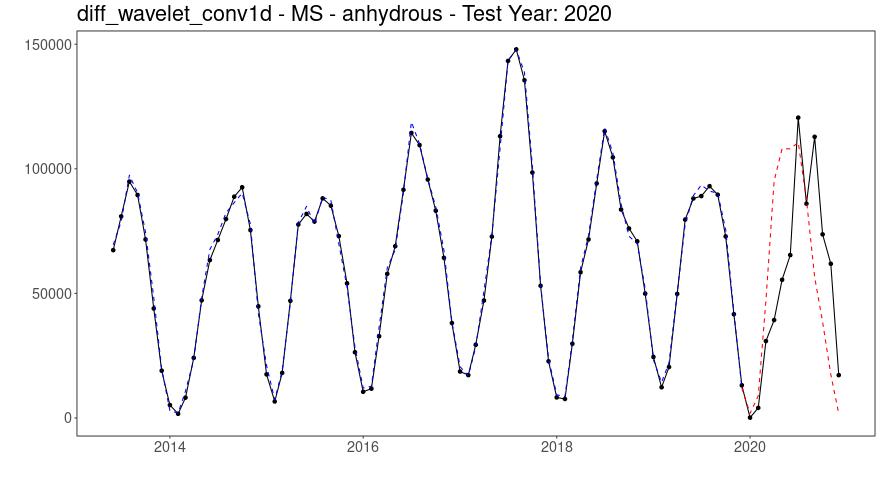 diff_wavelet_conv1d - MS - anhydrous - Test Year: 2020
150000
100000
50000
0
2014 2016 2018 2020